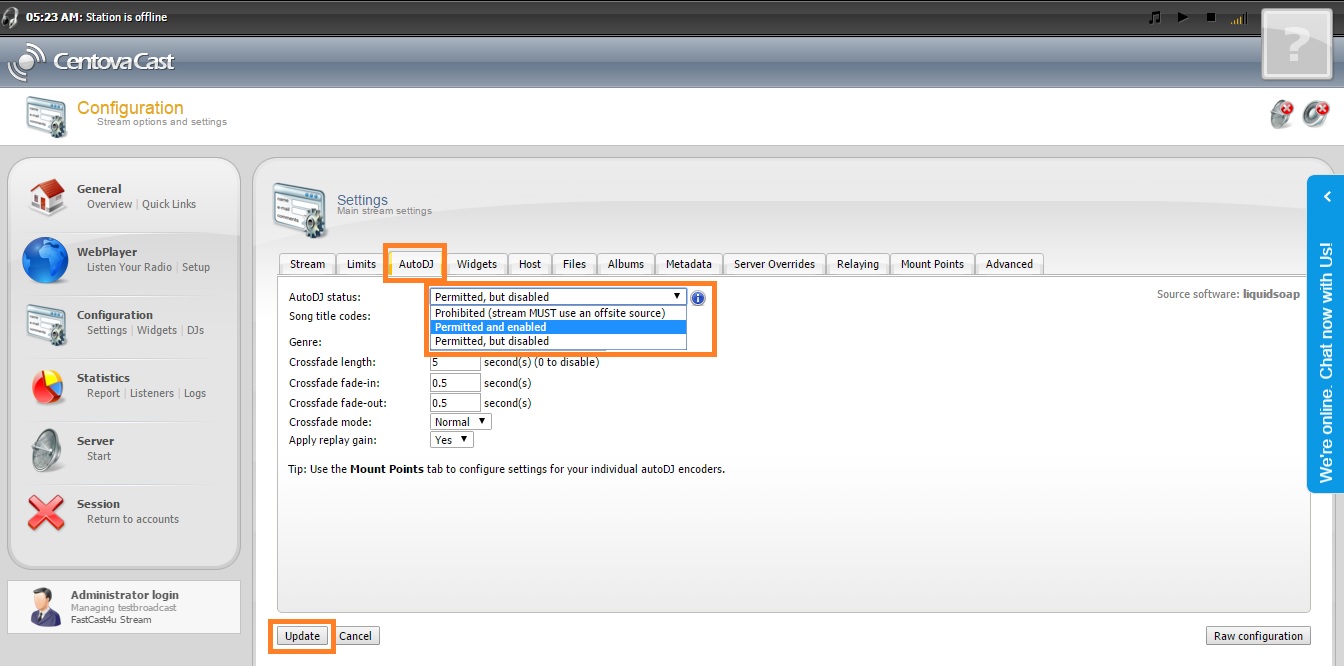 05:23 AM: Station is offline
CentovaCast
?
Configuration
Stream options and settings
General
Overview | Quick Links
WebPlayer
Listen Your Radio | Setup
Configuration
Settings | Widgets | DJs
Statistics
Report | Listeners | Logs
Server
Start
Session
Return to accounts
Administrator login
Managing testbroadcast
FastCast4u Stream
Settings
Main stream settings
Stream Limits AutoDJ Widgets Host Files Albums Metadata Server Overrides Relaying Mount Points Advanced
AutoDJ status: Permitted, but disabled
Source software: liquidsoap
Prohibited (stream MUST use an offsite source)
Song title codes:
Permitted and enabled
Permitted, but disabled
Genre:
Crossfade length: 5 second(s) (0 to disable)
Crossfade fade-in: 0.5 second(s)
Crossfade fade-out: 0.5 second(s)
Crossfade mode: Normal
Apply replay gain: Yes
Tip: Use the Mount Points tab to configure settings for your individual autoDJ encoders.
Update Cancel Raw configuration
We're online. Chat now with Us!